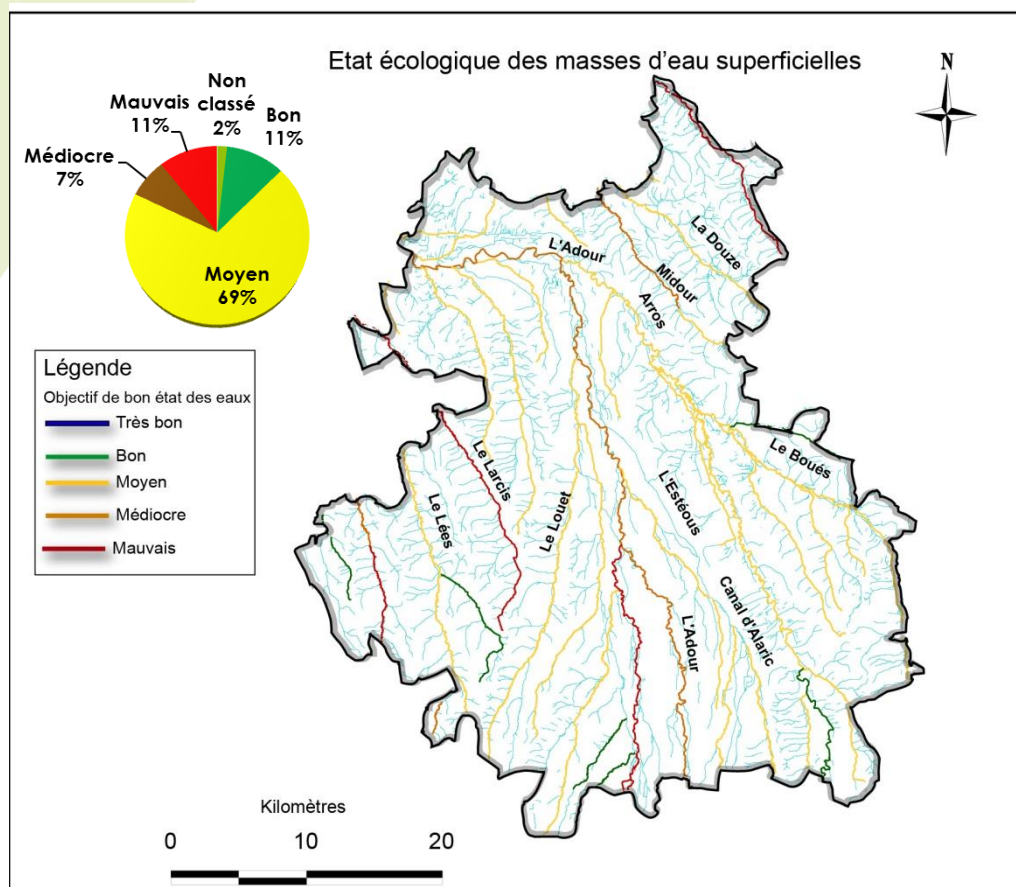 Etat écologique des masses d'eau superficielles
N
Non
classé
2%
Bon
11%
Mauvais
11%
Médiocre
7%
Moyen
69%
Légende
Objectif de bon état des eaux
Très bon
Bon
Moyen
Médiocre
Mauvais
L'Adour
Midour
La Douze
Arros
Le Boués
Le Larcis
Le Lées
Le Louet
L'Estéous
Canal d'Alaric
L'Adour
Kilomètres
0 10 20